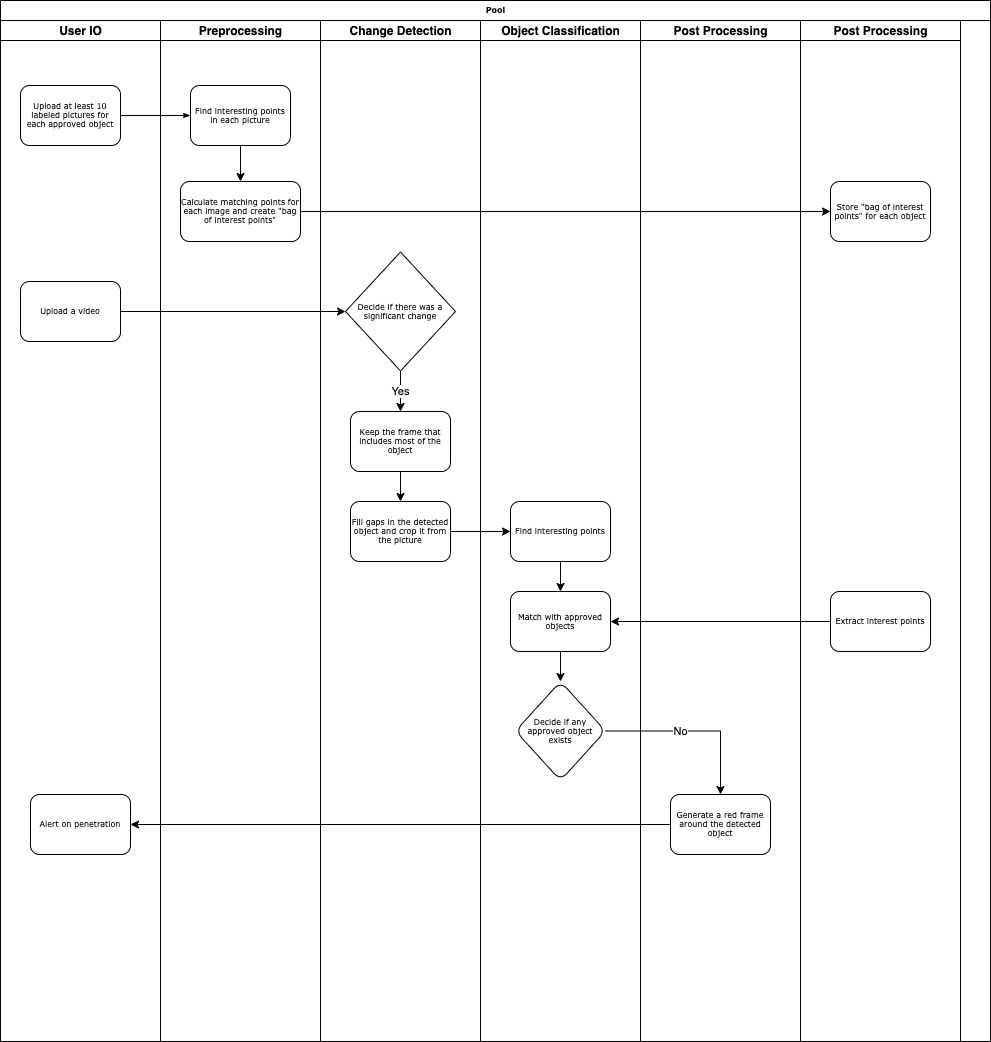 Pool
User IO
Preprocessing
Change Detection
Object Classification
Post Processing
Post Processing
Upload at least 10
labeled pictures for
each approved object
Find interesting points
in each picture
Calculate matching points for
each image and create "bag
of interest points"
Store "bag of interest
points" for each object
Upload a video
Decide if there was a
significant change
Yes
Keep the frame that
includes most of the
object
Fill gaps in the detected
object and crop it from
the picture
Find interesting points
Match with approved
objects
Extract interest points
Decide if any
approved object
exists
No
Generate a red frame
around the detected
object
Alert on penetration